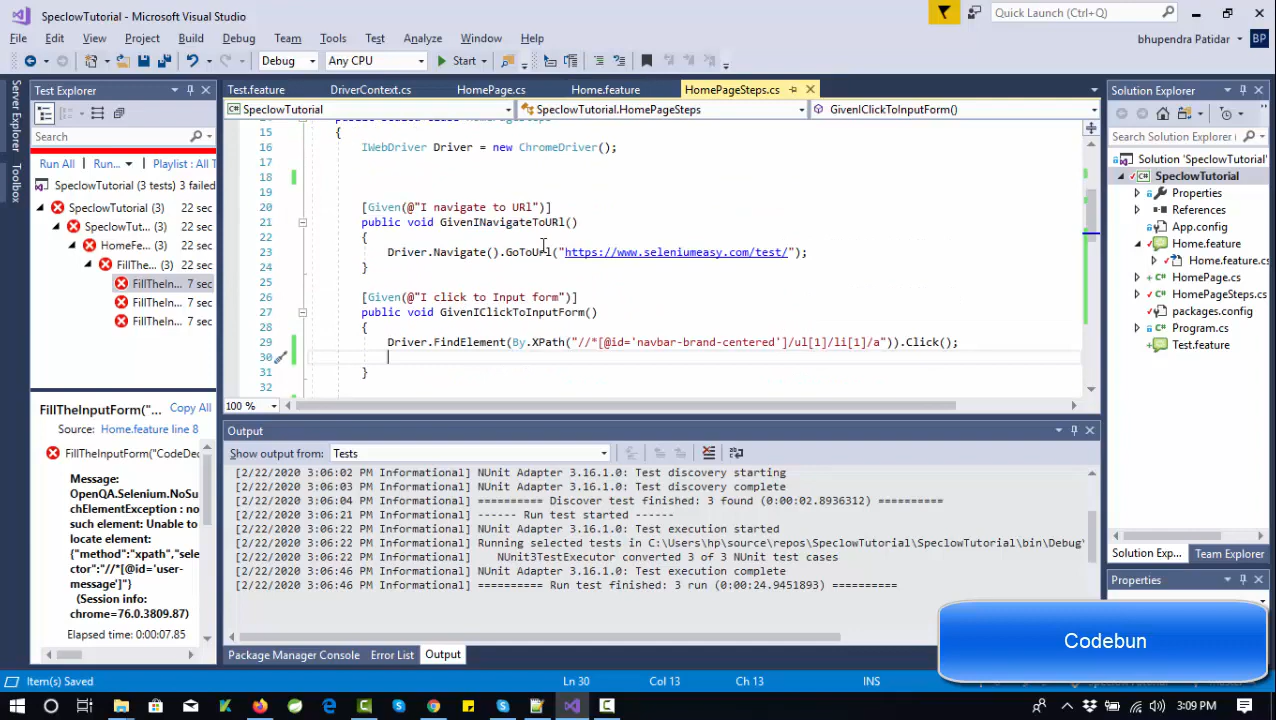 SpeclowTutorial - Microsoft Visual Studio
Quick Launch (Ctrl+Q)
File Edit View Project Build Debug Team Tools Test Analyze Window Help
bhupendra Patidar BP
Debug Any CPU Start
Server Explorer
Toolbox
Test Explorer
Search
Run All Run... Playlist : All T
SpeclowTutorial (3 tests) 3 failed
SpeclowTutorial (3) 22 sec
SpeclowTu... (3) 22 sec
HomeFe... (3) 22 sec
FillThe... (3) 22 sec
FillTheIn... 7 sec
FillTheIn... 7 sec
FillTheIn... 7 sec
FillTheInputForm("... Copy All
Source: Home.feature line 8
FillTheInputForm("CodeDec
Message:
OpenQA.Selenium.NoSu
chElementException : no
such element: Unable to
locate element:
{"method":"xpath","sele
ctor":"//*[@id='user-
message']"}
(Session info:
chrome=76.0.3809.87)
Elapsed time: 0:00:07.85
Test.feature DriverContext.cs HomePage.cs Home.feature HomePageSteps.cs
SpeclowTutorial SpeclowTutorial.HomePageSteps GivenIClickToInputForm()
15 {
16 IWebDriver Driver = new ChromeDriver();
17
18
19
20 [Given(@"I navigate to URl")]
21 public void GivenINavigateToURl()
22 {
23 Driver.Navigate().GoToUrl("https://www.seleniumeasy.com/test/");
24 }
25
26 [Given(@"I click to Input form")]
27 public void GivenIClickToInputForm()
28 {
29 Driver.FindElement(By.XPath("//*[@id='navbar-brand-centered']/ul[1]/li[1]/a")).Click();
30
31 }
32
100 %
Output
Show output from: Tests
[2/22/2020 3:06:02 PM Informational] NUnit Adapter 3.16.1.0: Test discovery starting
[2/22/2020 3:06:03 PM Informational] NUnit Adapter 3.16.1.0: Test discovery complete
[2/22/2020 3:06:04 PM Informational] ========== Discover test finished: 3 found (0:00:02.8936312) ==========
[2/22/2020 3:06:21 PM Informational] ------ Run test started ------
[2/22/2020 3:06:22 PM Informational] NUnit Adapter 3.16.1.0: Test execution started
[2/22/2020 3:06:22 PM Informational] Running selected tests in C:\Users\hp\source\repos\SpeclowTutorial\SpeclowTutorial\bin\Debug\
[2/22/2020 3:06:22 PM Informational] NUnit3TestExecutor converted 3 of 3 NUnit test cases
[2/22/2020 3:06:46 PM Informational] NUnit Adapter 3.16.1.0: Test execution complete
[2/22/2020 3:06:46 PM Informational] ========== Run test finished: 3 run (0:00:24.9451893) ==========
Package Manager Console Error List Output
Solution Explorer
Search Solution Explorer
Solution 'SpeclowTutorial'
SpeclowTutorial
Properties
References
App.config
Home.feature
Home.feature.cs
HomePage.cs
HomePageSteps.cs
packages.config
Program.cs
Test.feature
Solution Exp... Team Explorer
Properties
Codebun
Item(s) Saved Ln 30 Col 13 Ch 13 INS
3:09 PM